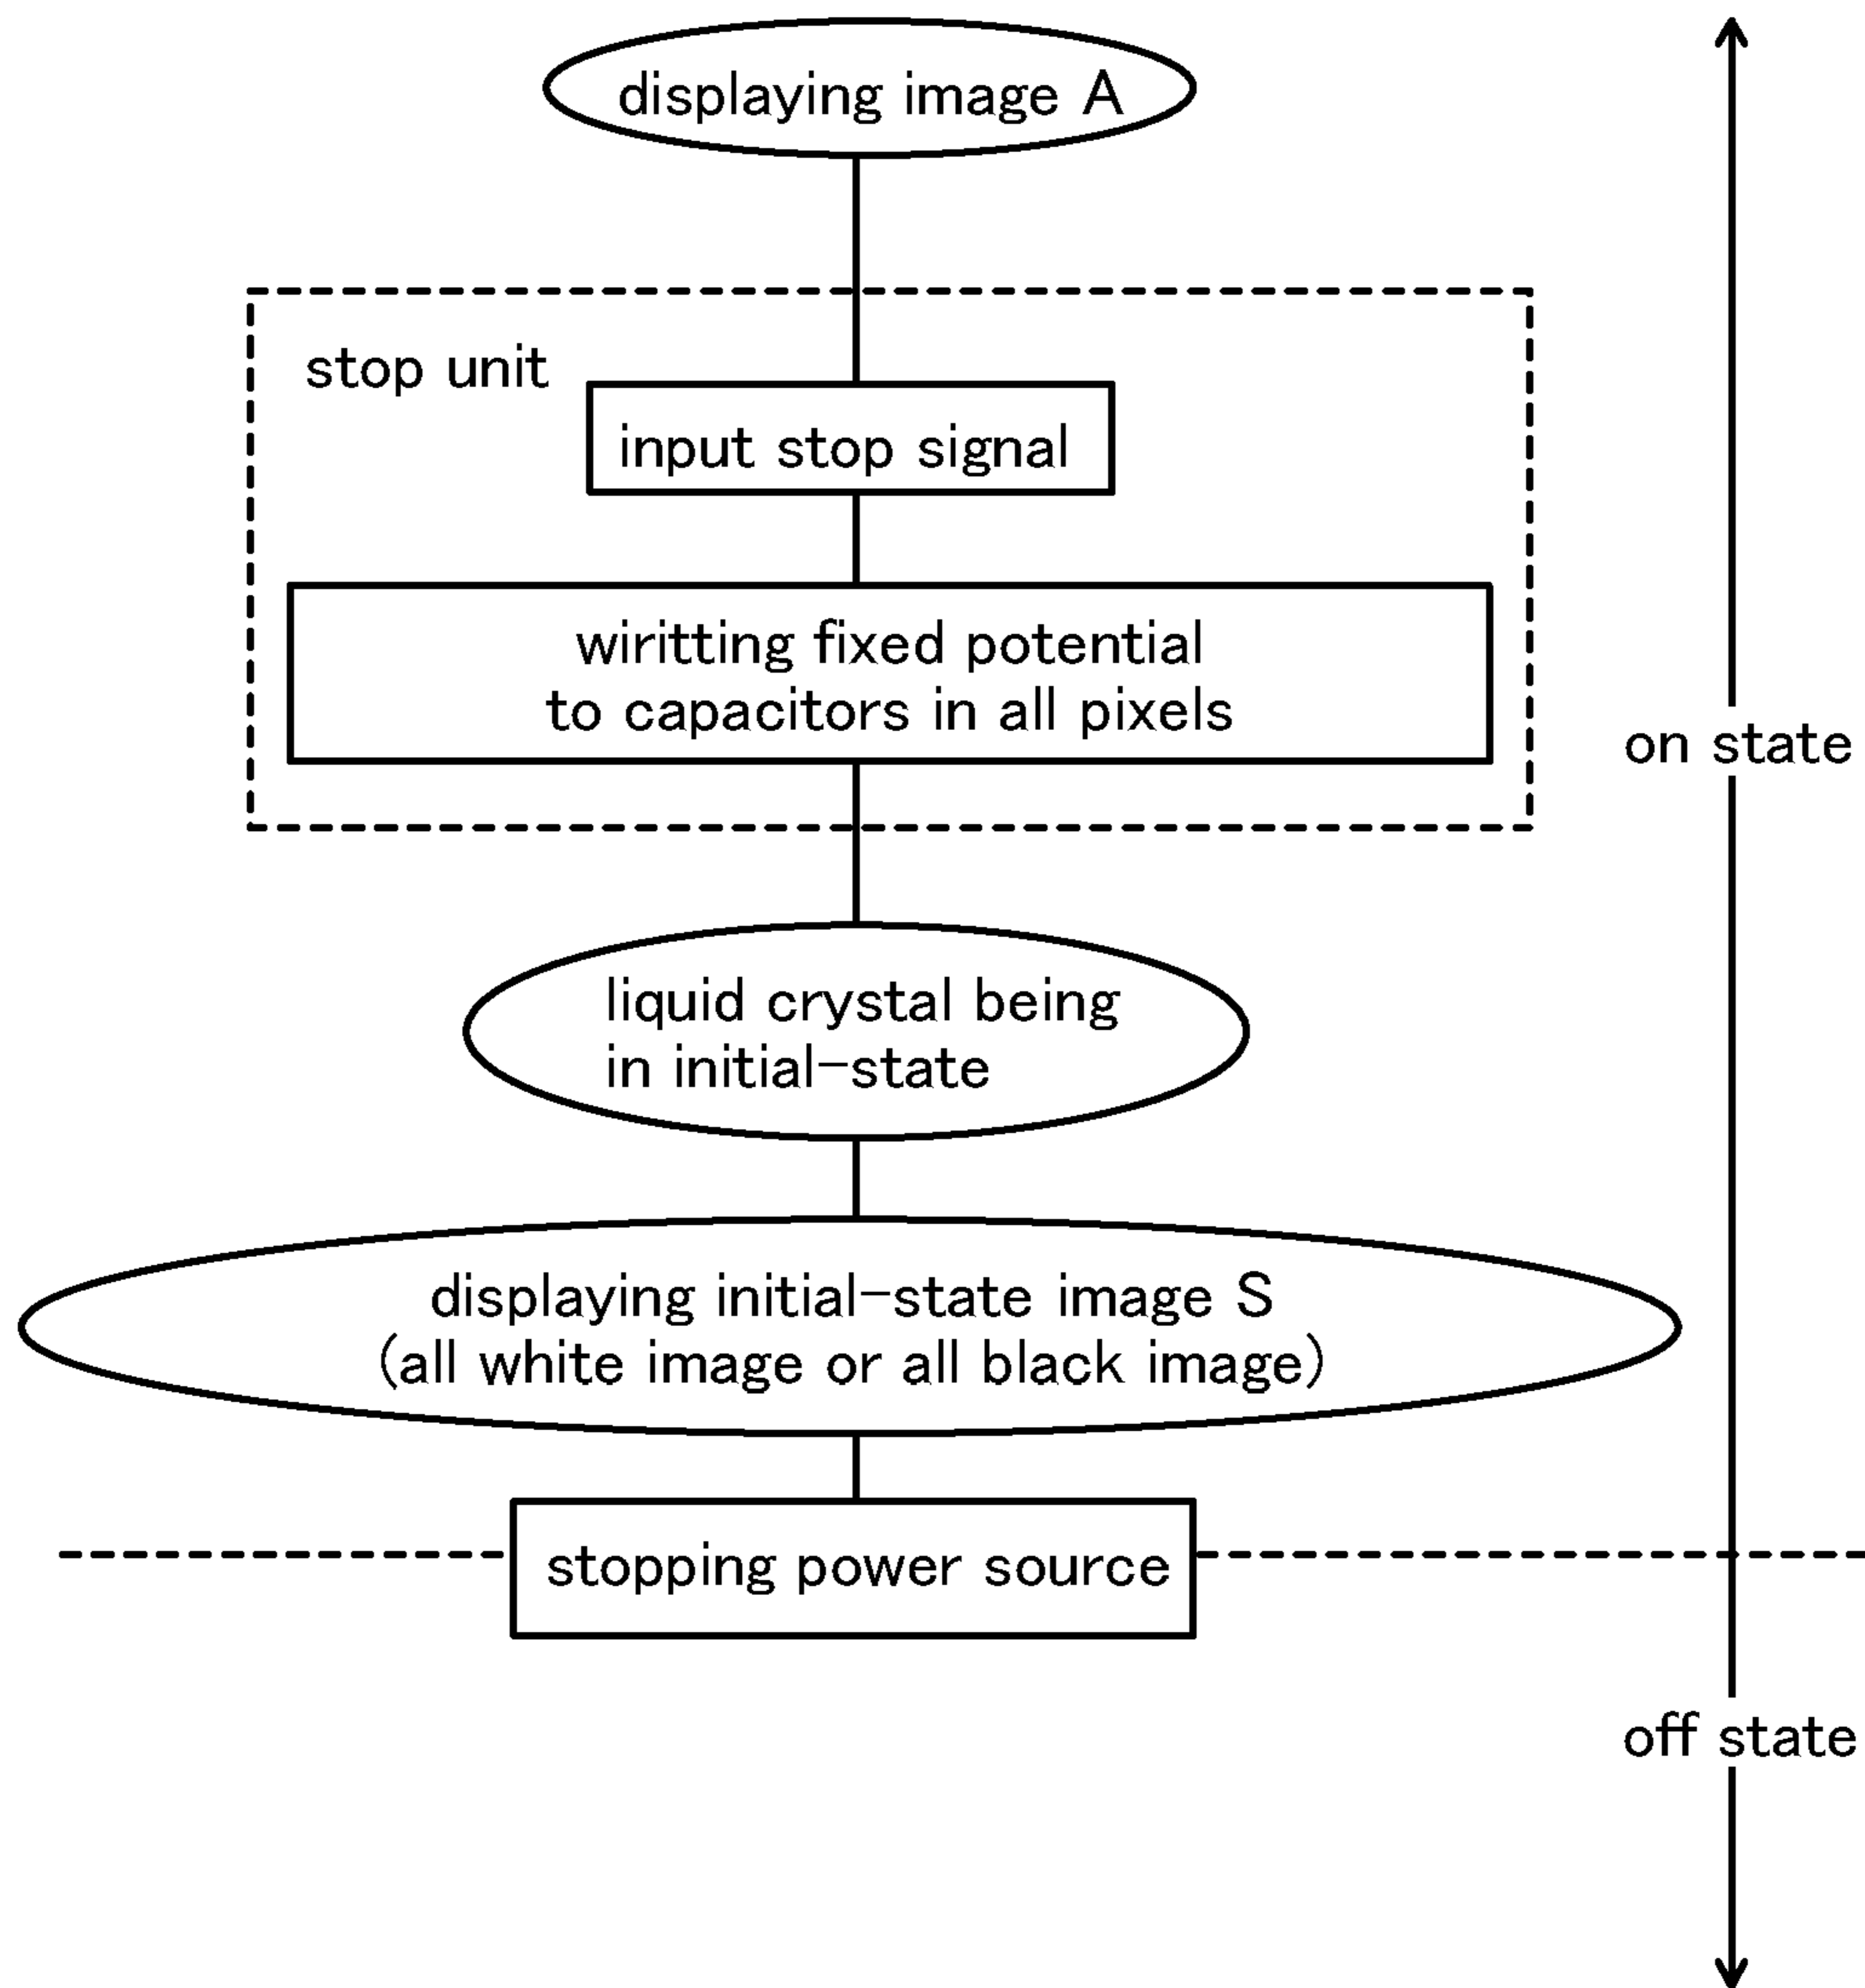 displaying image A
stop unit
input stop signal
wiritting fixed potential
to capacitors in all pixels
on state
liquid crystal being
in initial-state
displaying initial-state image S
(all white image or all black image)
stopping power source
off state